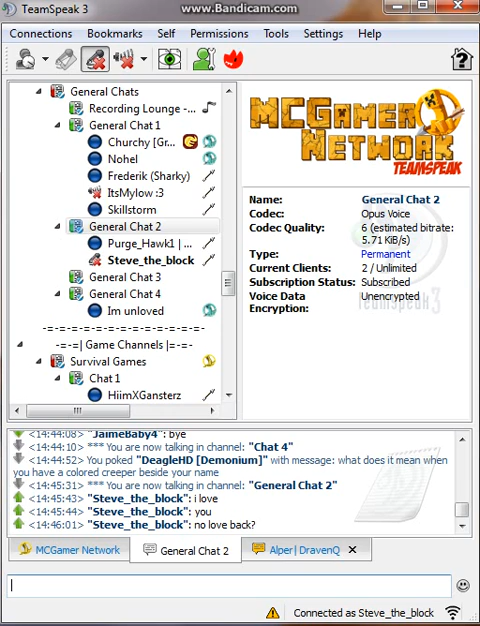 TeamSpeak 3
www.Bandicam.com
Connections Bookmarks Self Permissions Tools Settings Help
General Chats
Recording Lounge -...
General Chat 1
Churchy [Gr...
Nohel
Frederik (Sharky)
ItsMylow :3
Skillstorm
General Chat 2
Purge_Hawk1 | ...
Steve_the_block
General Chat 3
General Chat 4
Im unloved
-=-=-=-=-=-=-=-=-=-=-=-=-
-=-=| Game Channels |=-=-
Survival Games
Chat 1
HiimXGansterz
MCGamer
Network
TEAMSPEAK
Name: General Chat 2
Codec: Opus Voice
Codec Quality: 6 (estimated bitrate:
5.71 KiB/s)
Type: Permanent
Current Clients: 2 / Unlimited
Subscription Status: Subscribed
Voice Data Unencrypted
Encryption:
teamspeak3
<14:44:08> "JaimeBaby4": bye
<14:44:10> *** You are now talking in channel: "Chat 4"
<14:44:52> You poked "DeagleHD [Demonium]" with message: what does it mean when
you have a colored creeper beside your name
<14:45:31> *** You are now talking in channel: "General Chat 2"
<14:45:43> "Steve_the_block": i love
<14:45:44> "Steve_the_block": you
<14:46:01> "Steve_the_block": no love back?
MCGamer Network
General Chat 2
Alper| DravenQ
Connected as Steve_the_block